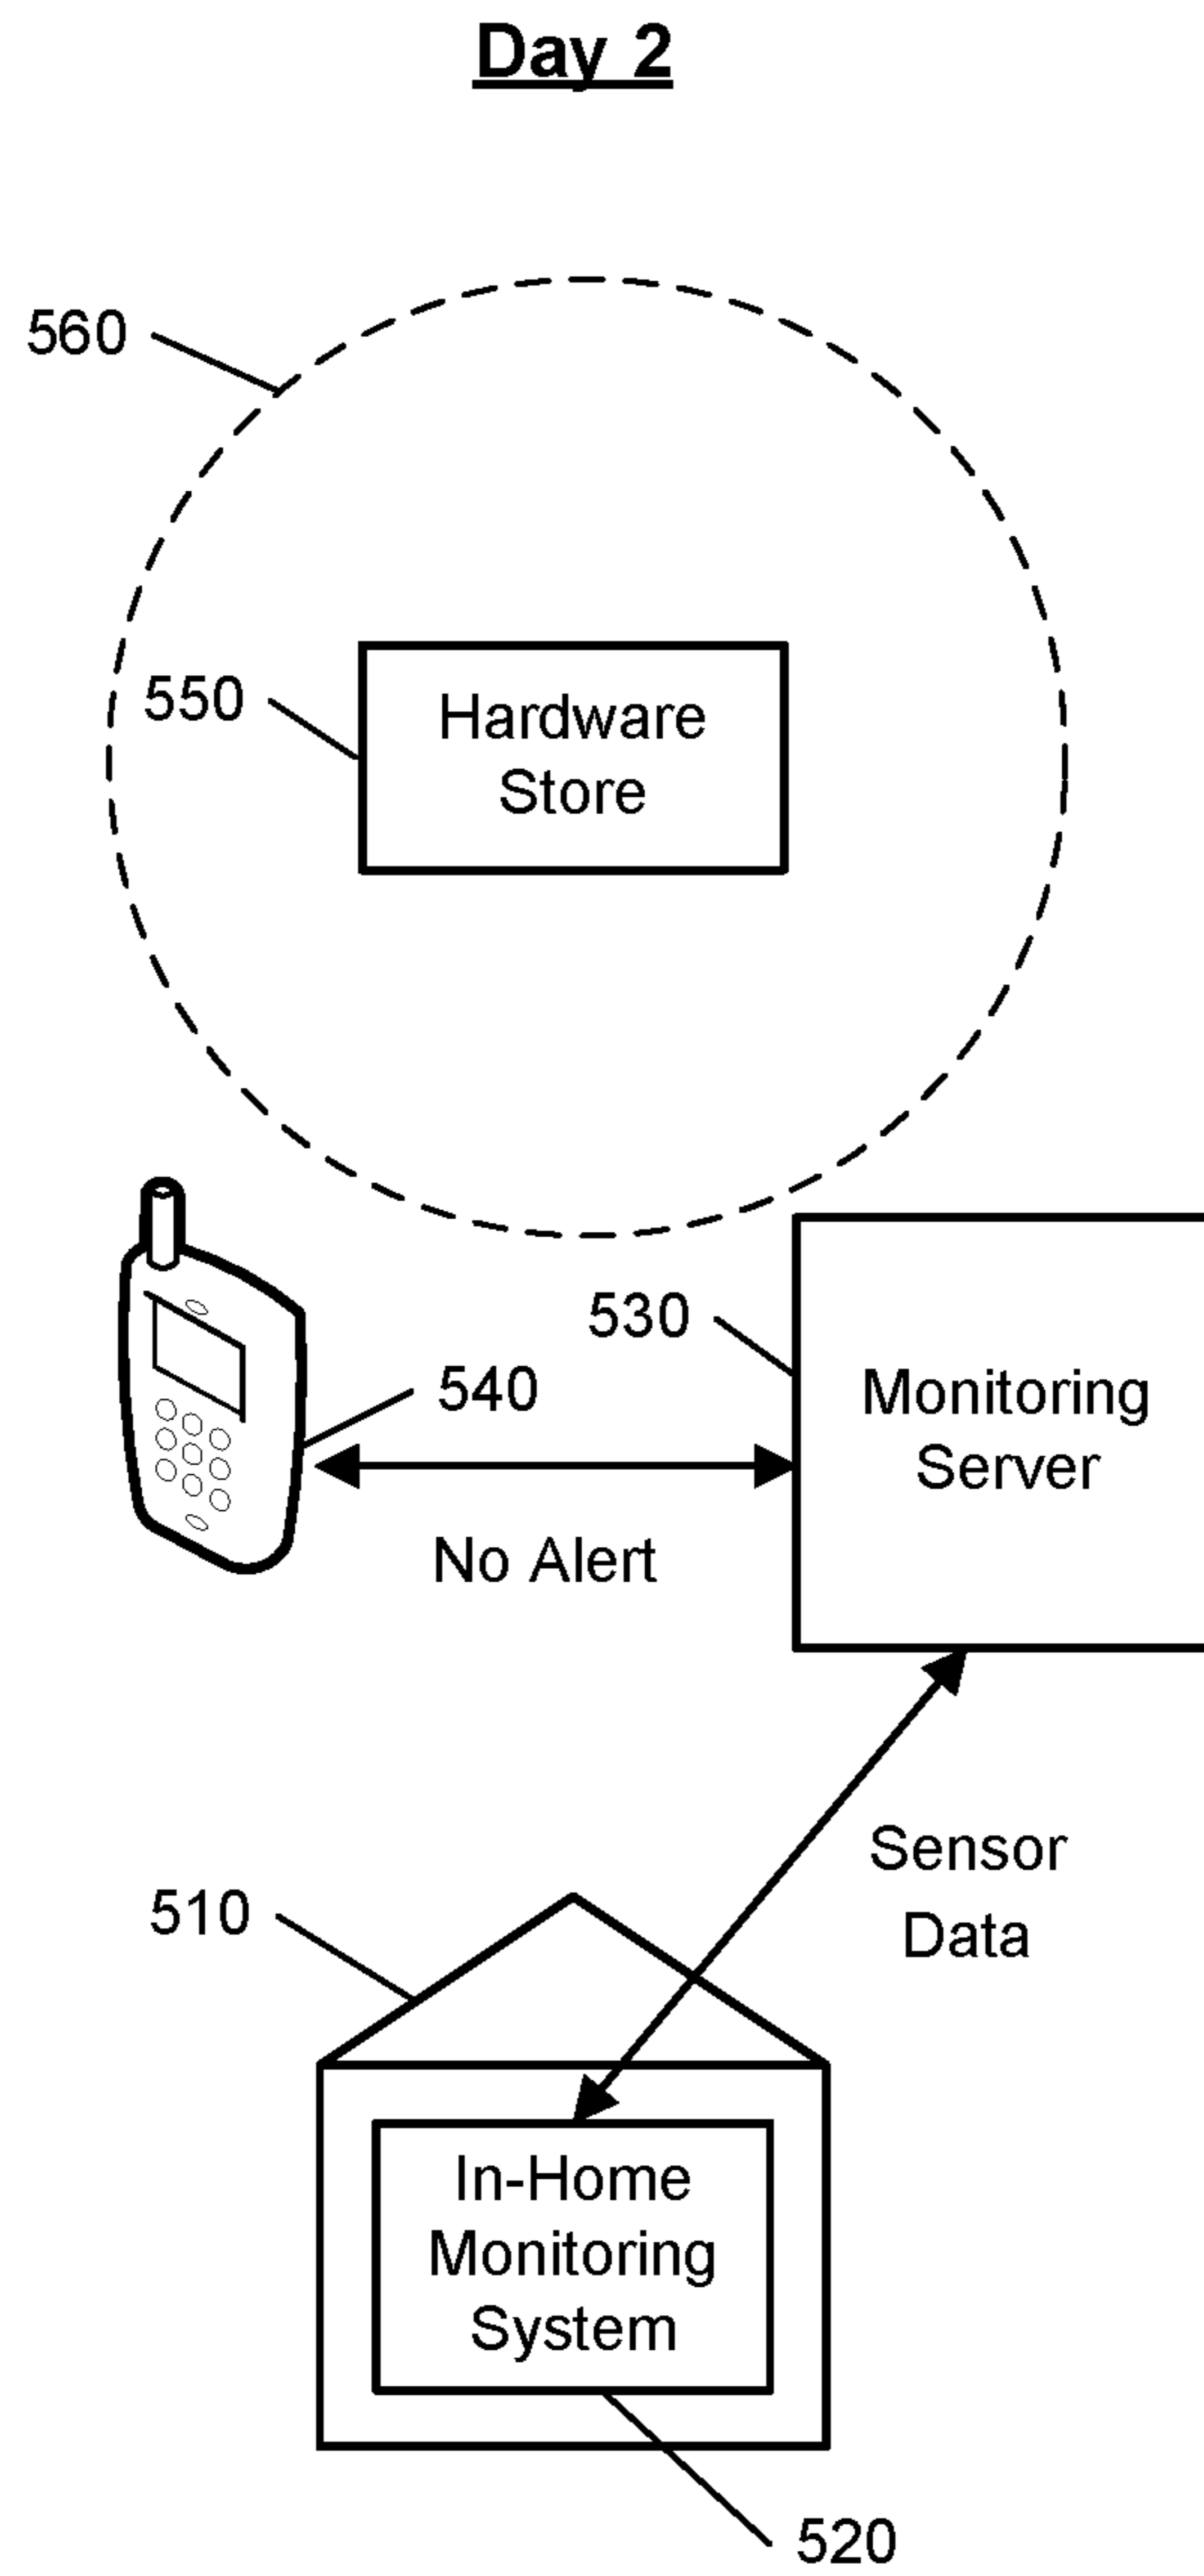 Day 2
560
550
Hardware
Store
530
540
Monitoring
Server
No Alert
Sensor
Data
510
In-Home
Monitoring
System
520